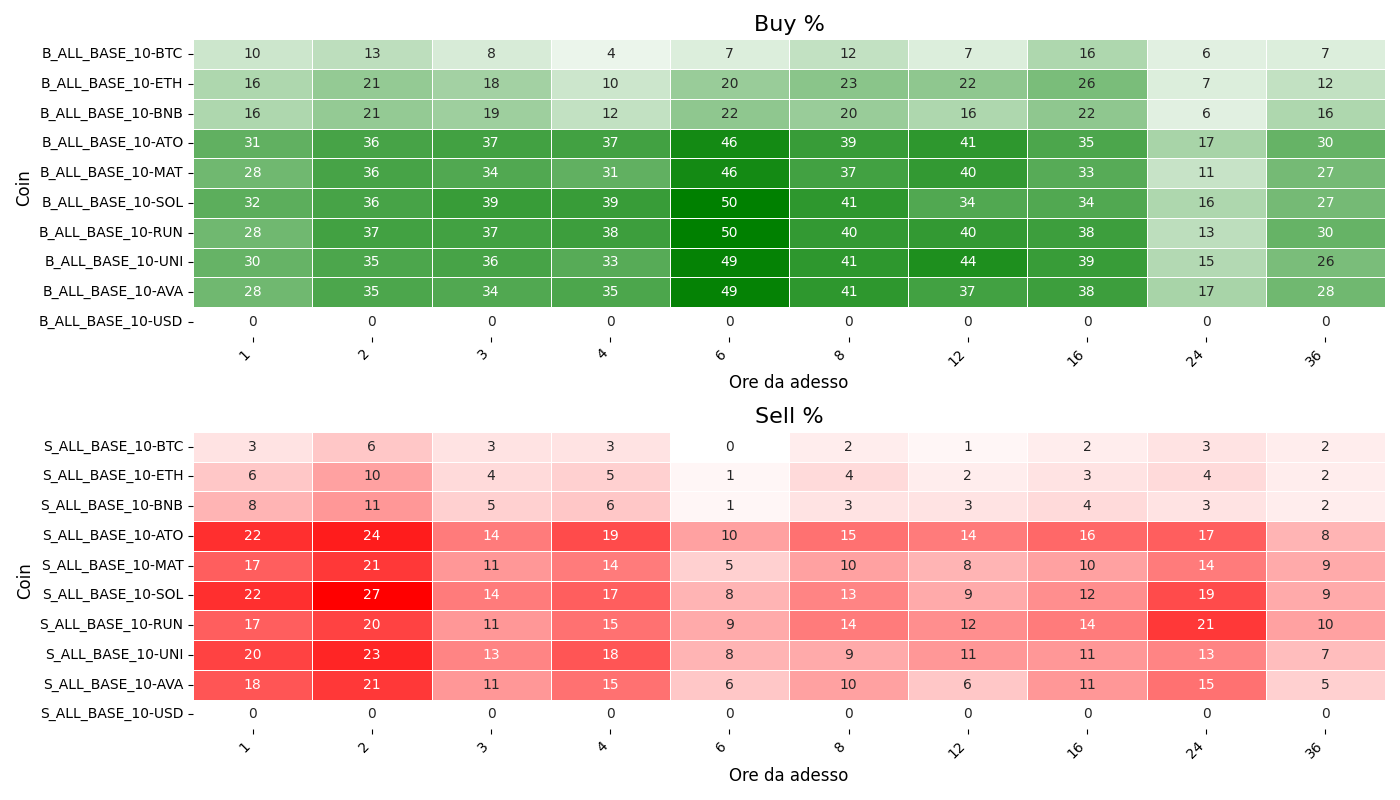 Buy %
Coin
B_ALL_BASE_10-BTC 10 13 8 4 7 12 7 16 6 7
B_ALL_BASE_10-ETH 16 21 18 10 20 23 22 26 7 12
B_ALL_BASE_10-BNB 16 21 19 12 22 20 16 22 6 16
B_ALL_BASE_10-ATO 31 36 37 37 46 39 41 35 17 30
B_ALL_BASE_10-MAT 28 36 34 31 46 37 40 33 11 27
B_ALL_BASE_10-SOL 32 36 39 39 50 41 34 34 16 27
B_ALL_BASE_10-RUN 28 37 37 38 50 40 40 38 13 30
B_ALL_BASE_10-UNI 30 35 36 33 49 41 44 39 15 26
B_ALL_BASE_10-AVA 28 35 34 35 49 41 37 38 17 28
B_ALL_BASE_10-USD 0 0 0 0 0 0 0 0 0 0
1 2 3 4 6 8 12 16 24 36
Ore da adesso
Sell %
Coin
S_ALL_BASE_10-BTC 3 6 3 3 0 2 1 2 3 2
S_ALL_BASE_10-ETH 6 10 4 5 1 4 2 3 4 2
S_ALL_BASE_10-BNB 8 11 5 6 1 3 3 4 3 2
S_ALL_BASE_10-ATO 22 24 14 19 10 15 14 16 17 8
S_ALL_BASE_10-MAT 17 21 11 14 5 10 8 10 14 9
S_ALL_BASE_10-SOL 22 27 14 17 8 13 9 12 19 9
S_ALL_BASE_10-RUN 17 20 11 15 9 14 12 14 21 10
S_ALL_BASE_10-UNI 20 23 13 18 8 9 11 11 13 7
S_ALL_BASE_10-AVA 18 21 11 15 6 10 6 11 15 5
S_ALL_BASE_10-USD 0 0 0 0 0 0 0 0 0 0
1 2 3 4 6 8 12 16 24 36
Ore da adesso